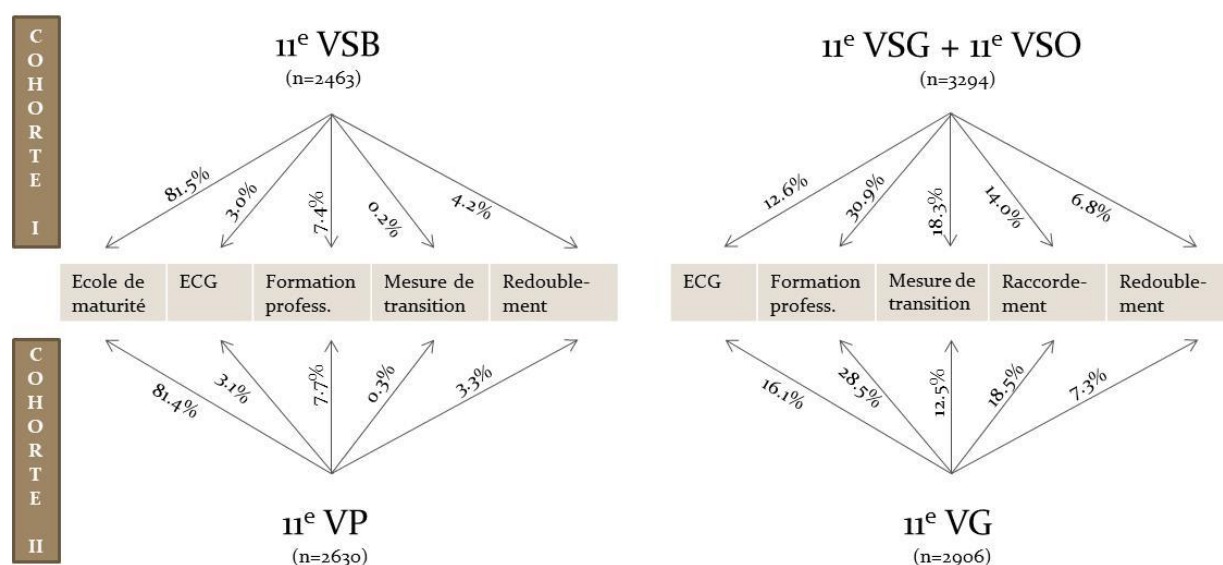 COHORTE I
11e VSB
(n=2463)
11e VSG + 11e VSO
(n=3294)
81.5%
3.0%
7.4%
0.2%
4.2%
12.6%
30.9%
18.3%
14.0%
6.8%
Ecole de
maturité
ECG
Formation
profess.
Mesure de
transition
Redouble-
ment
ECG
Formation
profess.
Mesure de
transition
Raccorde-
ment
Redouble-
ment
COHORTE II
81.4%
3.1%
7.7%
0.3%
3.3%
16.1%
28.5%
12.5%
18.5%
7.3%
11e VP
(n=2630)
11e VG
(n=2906)